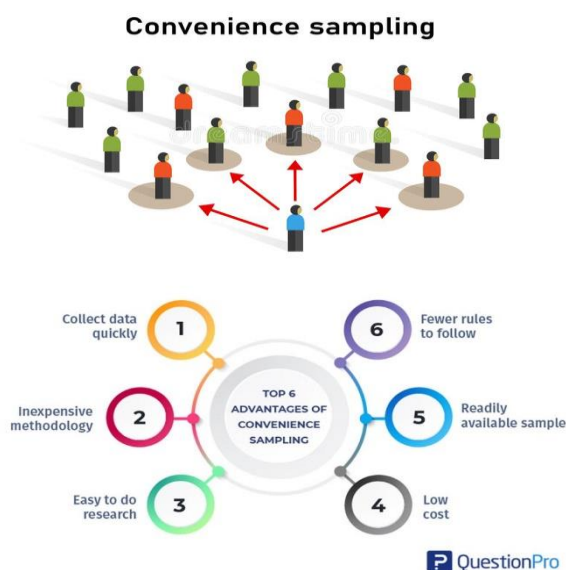 Convenience sampling
dreamstime
Collect data
quickly
1
6
Fewer rules
to follow
Inexpensive
methodology
2
TOP 6
ADVANTAGES OF
CONVENIENCE
SAMPLING
5
Readily
available sample
Easy to do
research
3
4
Low
cost
QuestionPro